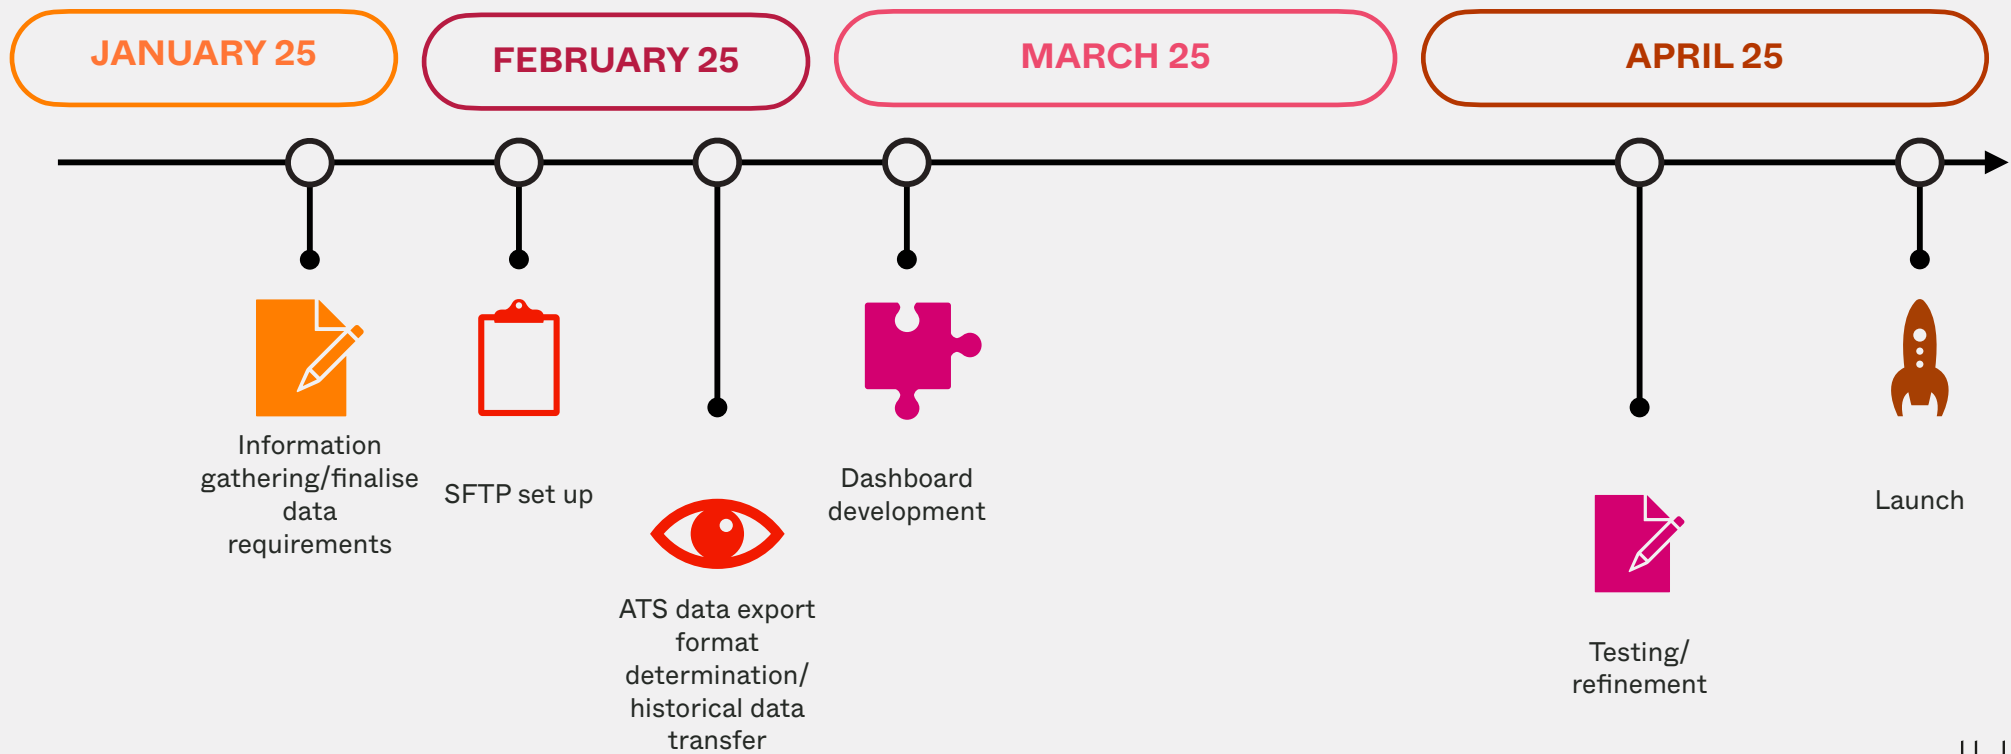 JANUARY 25
FEBRUARY 25
MARCH 25
APRIL 25
Information
gathering/finalise
data
requirements
SFTP set up
ATS data export
format
determination/
historical data
transfer
Dashboard
development
Testing/
refinement
Launch